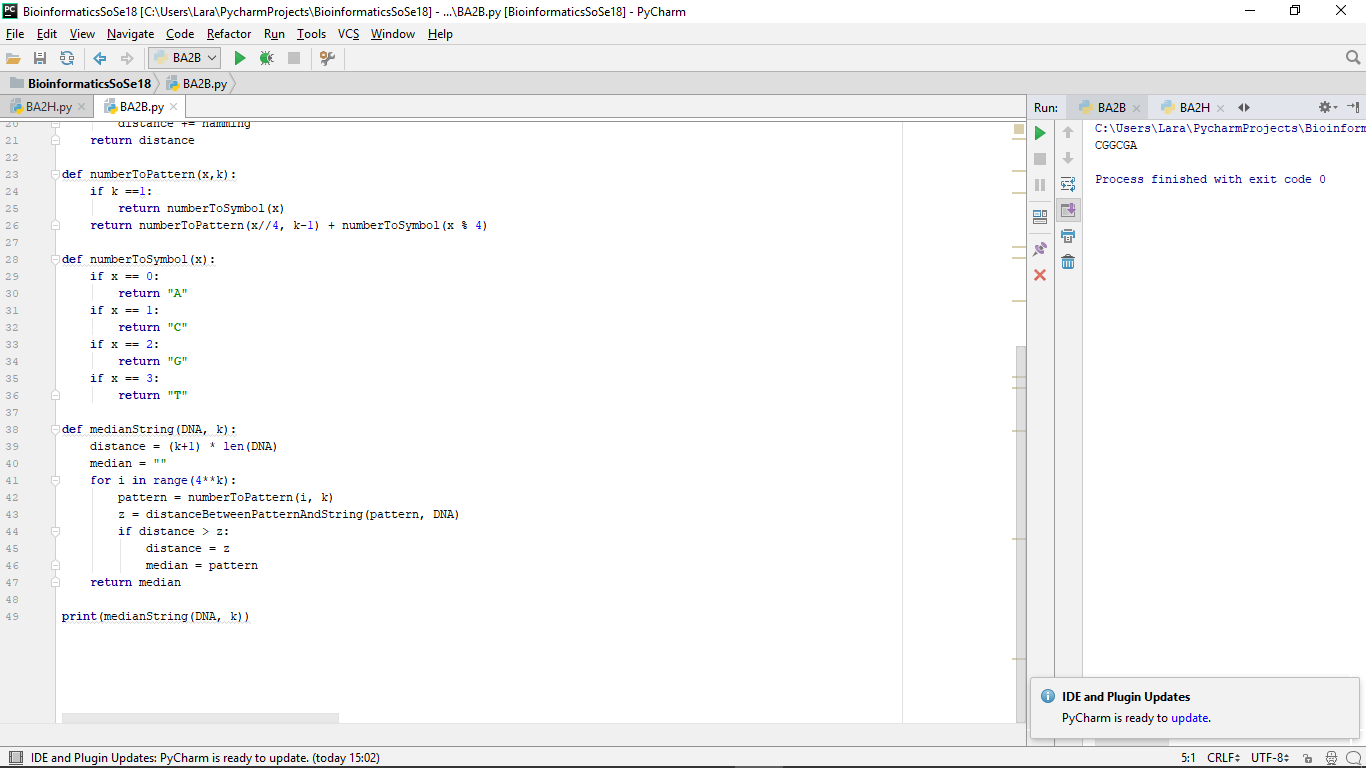 BioinformaticsSoSe18 [C:\Users\Lara\PycharmProjects\BioinformaticsSoSe18] - ...\BA2B.py [BioinformaticsSoSe18] - PyCharm
File Edit View Navigate Code Refactor Run Tools VCS Window Help
BA2B
BioinformaticsSoSe18 BA2B.py
BA2H.py BA2B.py
20 distance += hamming
21 return distance
22
23 def numberToPattern(x,k):
24 if k ==1:
25 return numberToSymbol(x)
26 return numberToPattern(x//4, k-1) + numberToSymbol(x % 4)
27
28 def numberToSymbol(x):
29 if x == 0:
30 return "A"
31 if x == 1:
32 return "C"
33 if x == 2:
34 return "G"
35 if x == 3:
36 return "T"
37
38 def medianString(DNA, k):
39 distance = (k+1) * len(DNA)
40 median = ""
41 for i in range(4**k):
42 pattern = numberToPattern(i, k)
43 z = distanceBetweenPatternAndString(pattern, DNA)
44 if distance > z:
45 distance = z
46 median = pattern
47 return median
48
49 print(medianString(DNA, k))
Run: BA2B BA2H
C:\Users\Lara\PycharmProjects\Bioinfor
CGGCGA
Process finished with exit code 0
IDE and Plugin Updates
PyCharm is ready to update.
IDE and Plugin Updates: PyCharm is ready to update. (today 15:02) 5:1 CRLF UTF-8